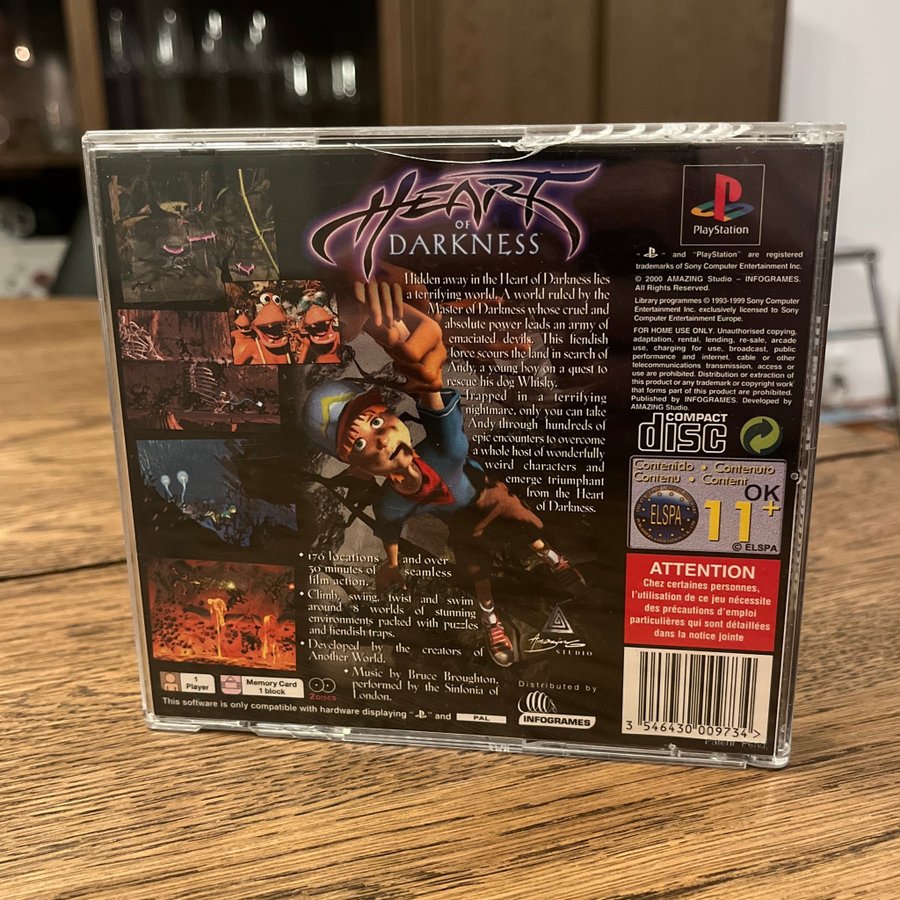 HEART
OF
DARKNESS
Hidden away in the Heart of Darkness lies
a terrifying world. A world ruled by the
Master of Darkness whose cruel and
absolute power leads an army of
emaciated devils. This fiendish
force scours the land in search of
Andy, a young boy on a quest to
rescue his dog Whisky.
Trapped in a terrifying
nightmare, only you can take
Andy through hundreds of
epic encounters to overcome
a whole host of wonderfully
weird characters and
emerge triumphant
from the Heart
of Darkness.
• 176 locations and over
30 minutes of seamless
film action.
• Climb, swing, twist and swim
around 8 worlds of stunning
environments packed with puzzles
and fiendish traps.
• Developed by the creators of
Another World.
• Music by Bruce Broughton,
performed by the Sinfonia of
London.
Amazing
STUDIO
Distributed by
INFOGRAMES
1
Player
Memory Card
1 block
2 DISCS
This software is only compatible with hardware displaying " " and PAL
PlayStation
" " and "PlayStation" are registered
trademarks of Sony Computer Entertainment Inc.
© 2000 AMAZING Studio – INFOGRAMES.
All Rights Reserved.
Library programmes © 1993-1999 Sony Computer
Entertainment Inc. exclusively licensed to Sony
Computer Entertainment Europe.
FOR HOME USE ONLY. Unauthorised copying,
adaptation, rental, lending, re-sale, arcade
use, charging for use, broadcast, public
performance and internet, cable or other
telecommunications transmission, access or
use are prohibited. Distribution or extraction of
this product or any trademark or copyright work
that forms part of this product are prohibited.
Published by INFOGRAMES. Developed by
AMAZING Studio.
COMPACT
disc
Contenido • Contenuto
Contenu • Content
ELSPA
OK
11+
© ELSPA
ATTENTION
Chez certaines personnes,
l'utilisation de ce jeu nécessite
des précautions d'emploi
particulières qui sont détaillées
dans la notice jointe
3 546430 009734 >